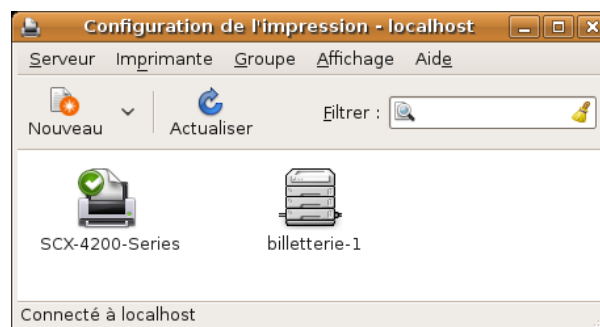 Configuration de l'impression - localhost
Serveur Imprimante Groupe Affichage Aide
Nouveau Actualiser Filtrer :
SCX-4200-Series billetterie-1
Connecté à localhost